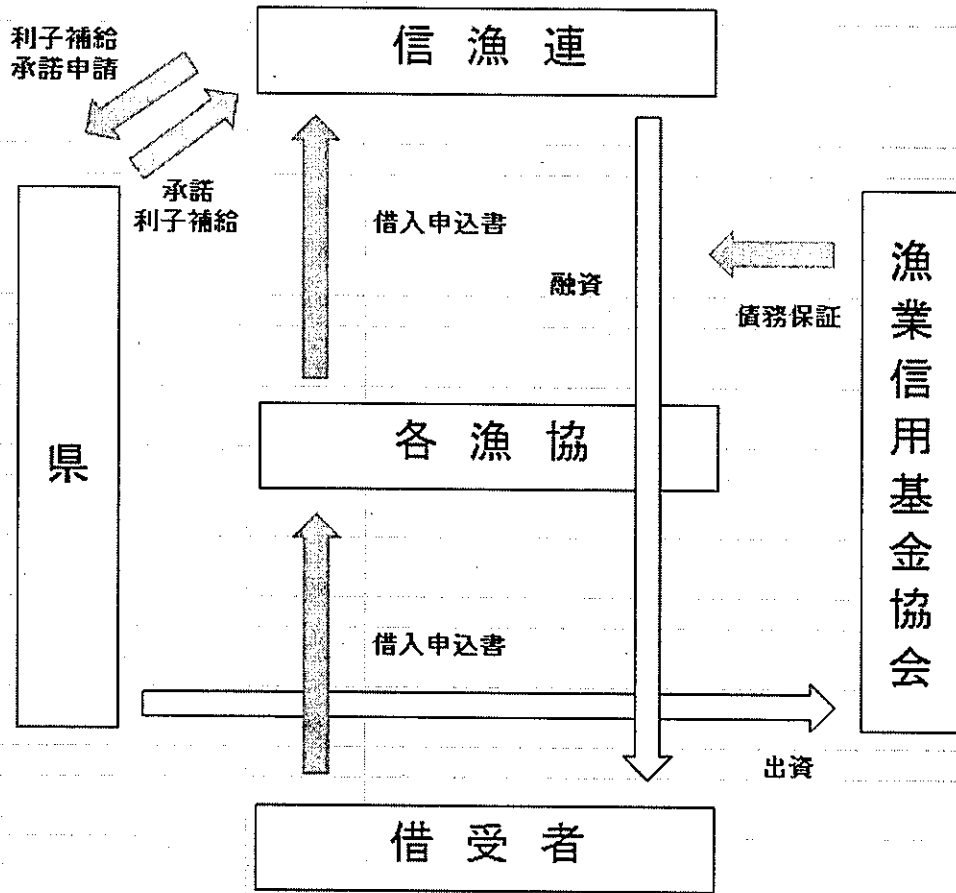 信漁連
利子補給
承諾申請
承諾
利子補給
借入申込書
融資
債務保証
県
各漁協
漁業信用基金協会
借入申込書
出資
借受者